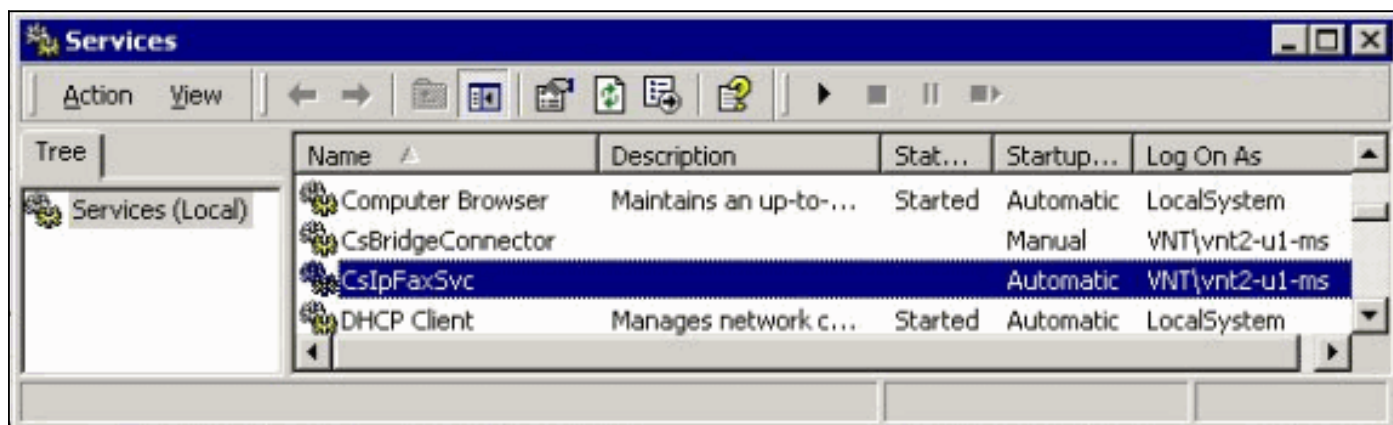 Services
Action View
Tree
Name Description Stat... Startup... Log On As
Services (Local)
Computer Browser Maintains an up-to-... Started Automatic LocalSystem
CsBridgeConnector Manual VNT\vnt2-u1-ms
CsIpFaxSvc Automatic VNT\vnt2-u1-ms
DHCP Client Manages network c... Started Automatic LocalSystem